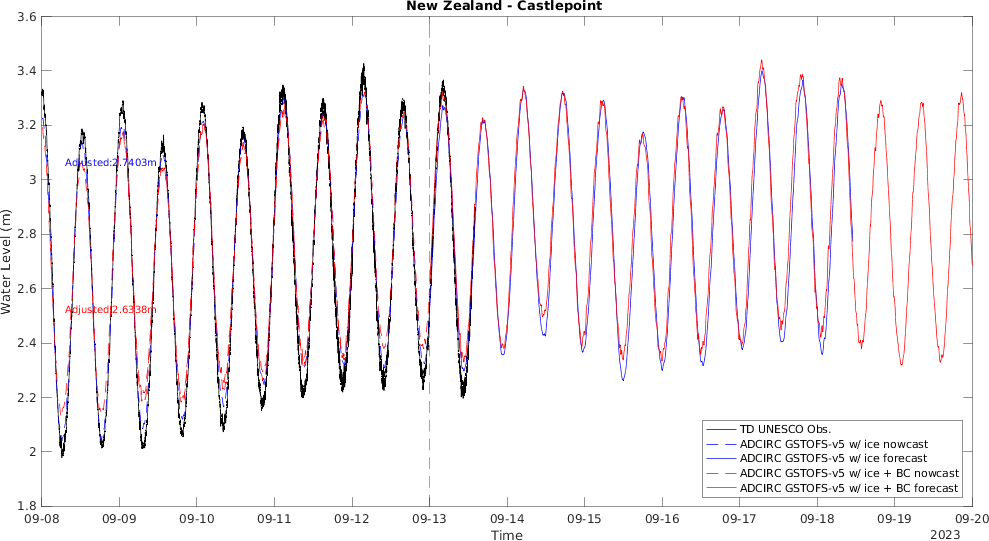 New Zealand - Castlepoint
3.6
3.4
3.2
3
2.8
2.6
2.4
2.2
2
1.8
Water Level (m)
Adjusted:2.7403m
Adjusted:2.6338m
TD UNESCO Obs.
ADCIRC GSTOFS-v5 w/ ice nowcast
ADCIRC GSTOFS-v5 w/ ice forecast
ADCIRC GSTOFS-v5 w/ ice + BC nowcast
ADCIRC GSTOFS-v5 w/ ice + BC forecast
09-08 09-09 09-10 09-11 09-12 09-13 09-14 09-15 09-16 09-17 09-18 09-19 09-20
Time
2023